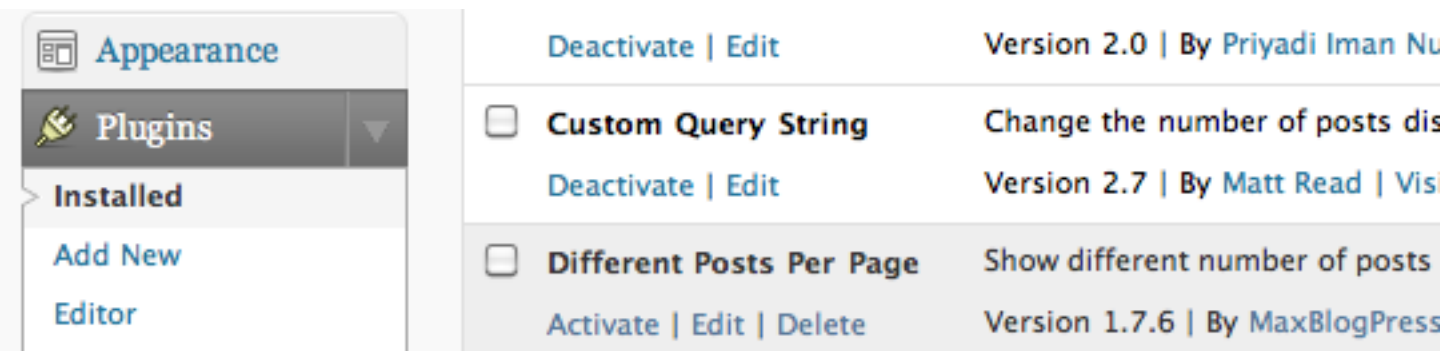 Appearance
Plugins
Installed
Add New
Editor
Deactivate | Edit
Version 2.0 | By Priyadi Iman
Custom Query String
Change the number of posts
Deactivate | Edit
Version 2.7 | By Matt Read |
Different Posts Per Page
Show different number of posts
Activate | Edit | Delete
Version 1.7.6 | By MaxBlogPress